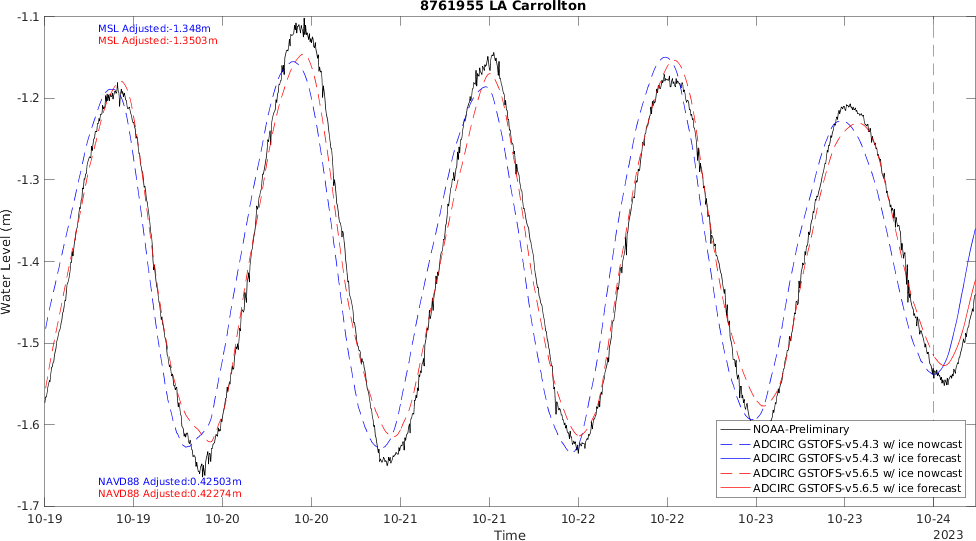 8761955 LA Carrollton
MSL Adjusted:-1.348m
MSL Adjusted:-1.3503m
-1.1
-1.2
-1.3
-1.4
-1.5
-1.6
-1.7
Water Level (m)
NAVD88 Adjusted:0.42503m
NAVD88 Adjusted:0.42274m
NOAA-Preliminary
ADCIRC GSTOFS-v5.4.3 w/ ice nowcast
ADCIRC GSTOFS-v5.4.3 w/ ice forecast
ADCIRC GSTOFS-v5.6.5 w/ ice nowcast
ADCIRC GSTOFS-v5.6.5 w/ ice forecast
10-19 10-19 10-20 10-20 10-21 10-21 10-22 10-22 10-23 10-23 10-24
Time 2023